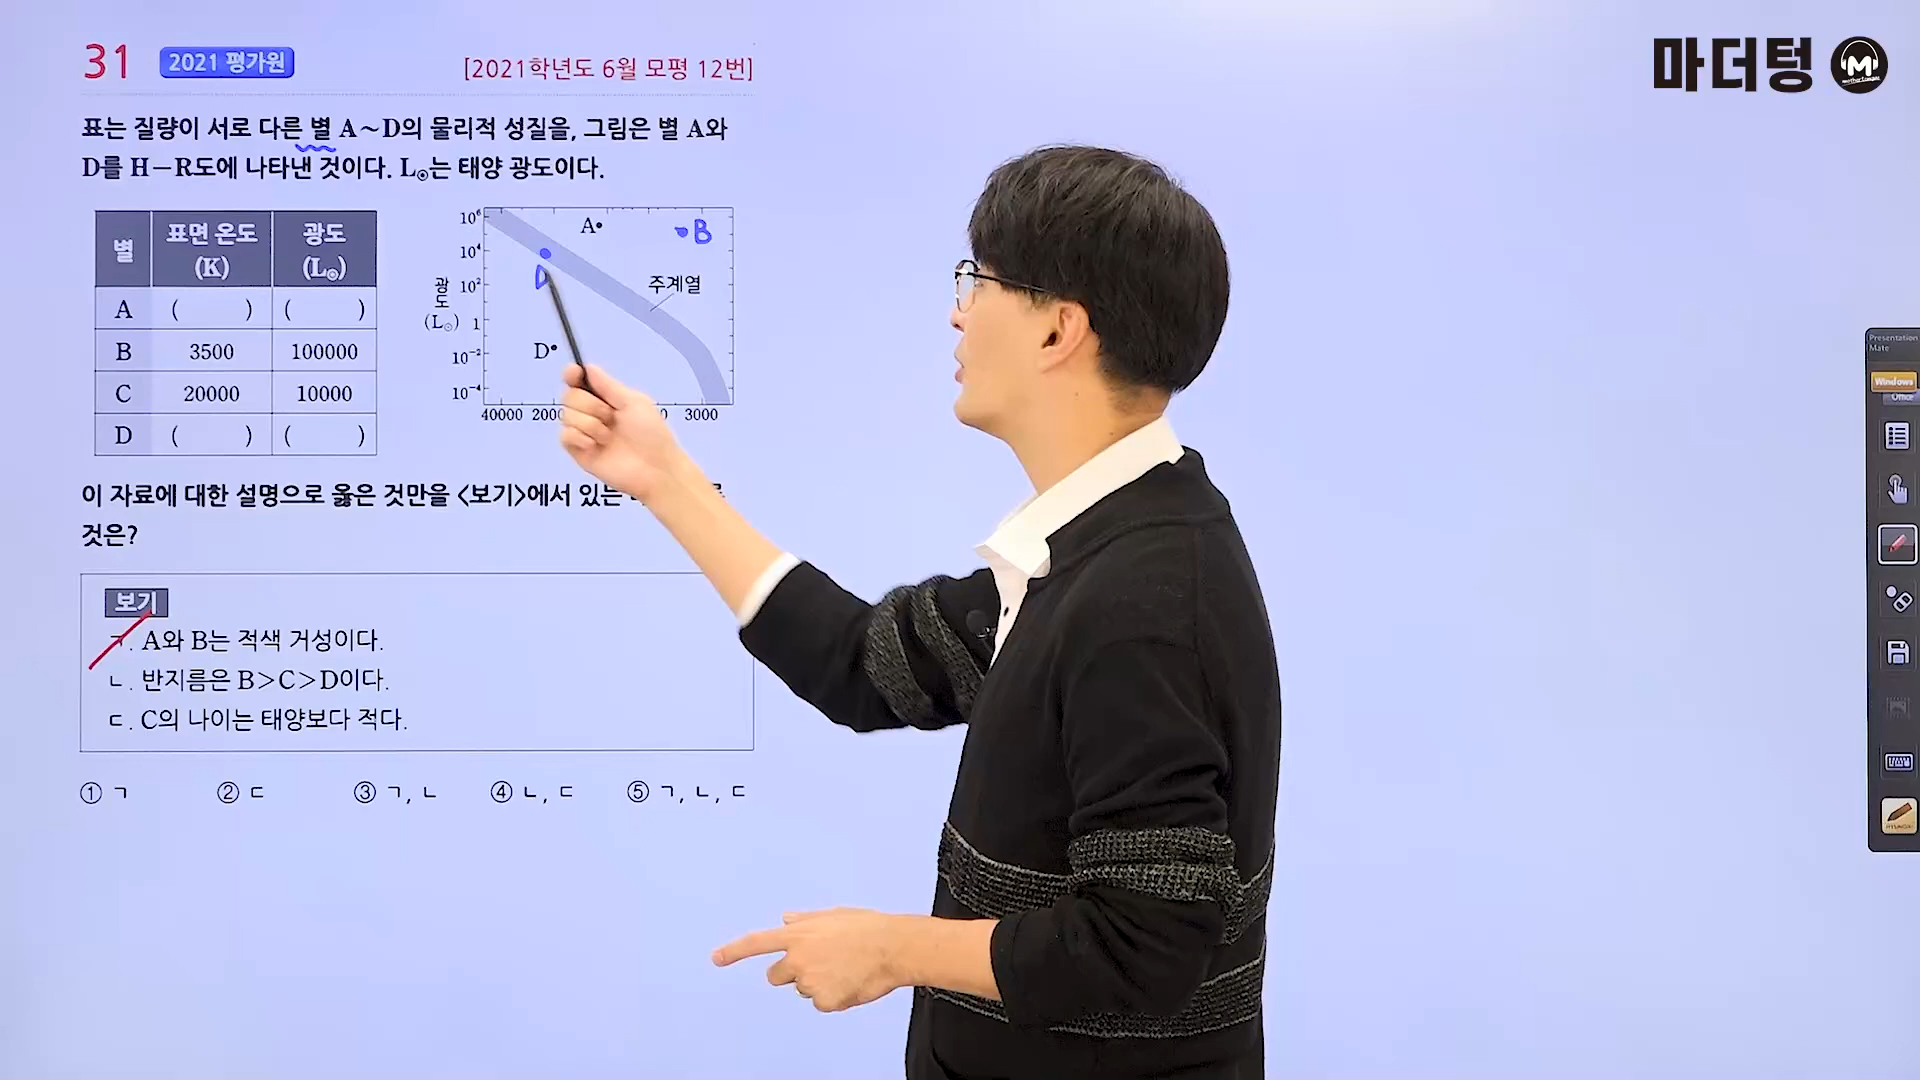 31 2021 평가원 [2021학년도 6월 모평 12번]
마더텅
표는 질량이 서로 다른 별 A~D의 물리적 성질을, 그림은 별 A와
D를 H-R도에 나타낸 것이다. L⊙는 태양 광도이다.
별 표면 온도 (K) 광도 (L⊙)
A ( ) ( )
B 3500 100000
C 20000 10000
D ( ) ( )
광도 (L⊙)
10⁶
10⁴
10²
1
10⁻²
10⁻⁴
A
B
주계열
D
40000 3000
이 자료에 대한 설명으로 옳은 것만을 <보기>에서 있는
것은?
보기
ㄱ. A와 B는 적색 거성이다.
ㄴ. 반지름은 B>C>D이다.
ㄷ. C의 나이는 태양보다 적다.
① ㄱ ② ㄷ ③ ㄱ, ㄴ ④ ㄴ, ㄷ ⑤ ㄱ, ㄴ, ㄷ
Presentation
Mate
Windows
Office